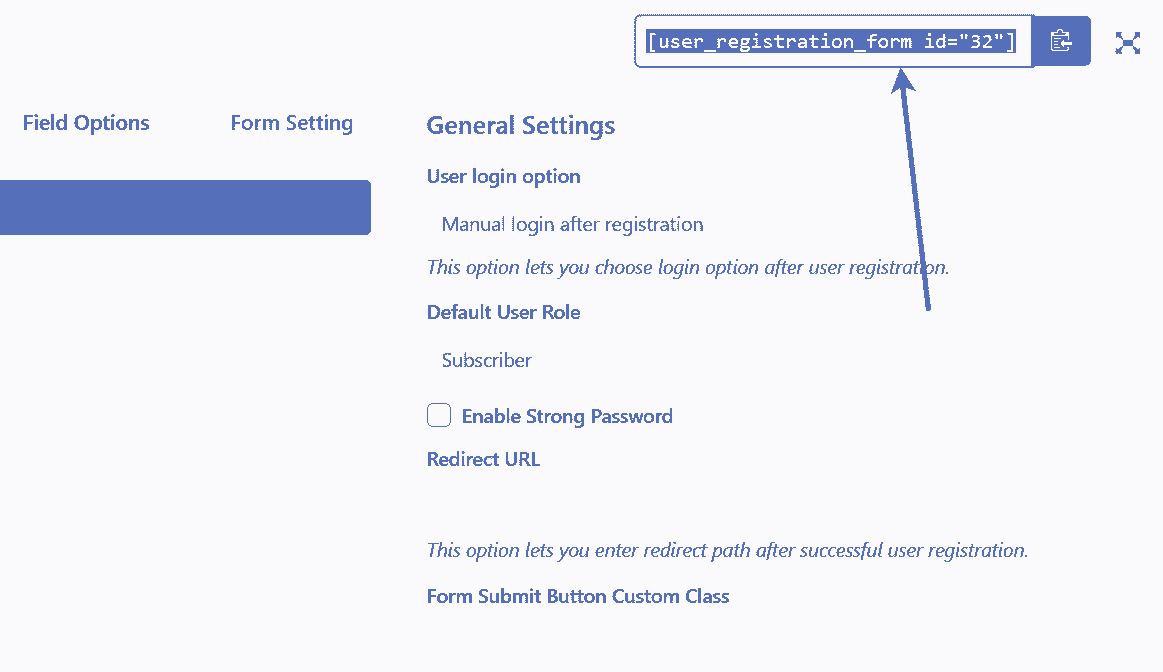 [user_registration_form id="32"]
Field Options
Form Setting
General Settings
User login option
Manual login after registration
This option lets you choose login option after user registration.
Default User Role
Subscriber
Enable Strong Password
Redirect URL
This option lets you enter redirect path after successful user registration.
Form Submit Button Custom Class